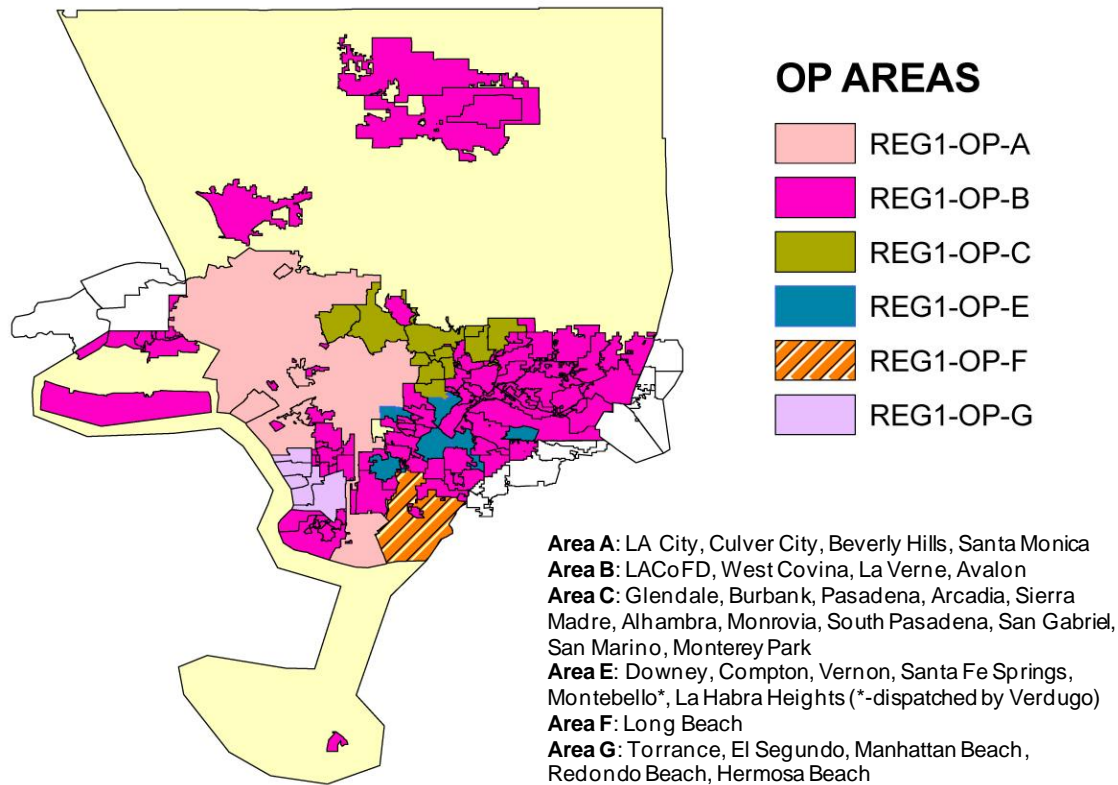 OP AREAS
REG1-OP-A
REG1-OP-B
REG1-OP-C
REG1-OP-E
REG1-OP-F
REG1-OP-G
Area A: LA City, Culver City, Beverly Hills, Santa Monica
Area B: LACoFD, West Covina, La Verne, Avalon
Area C: Glendale, Burbank, Pasadena, Arcadia, Sierra
Madre, Alhambra, Monrovia, South Pasadena, San Gabriel,
San Marino, Monterey Park
Area E: Downey, Compton, Vernon, Santa Fe Springs,
Montebello*, La Habra Heights (*-dispatched by Verdugo)
Area F: Long Beach
Area G: Torrance, El Segundo, Manhattan Beach,
Redondo Beach, Hermosa Beach